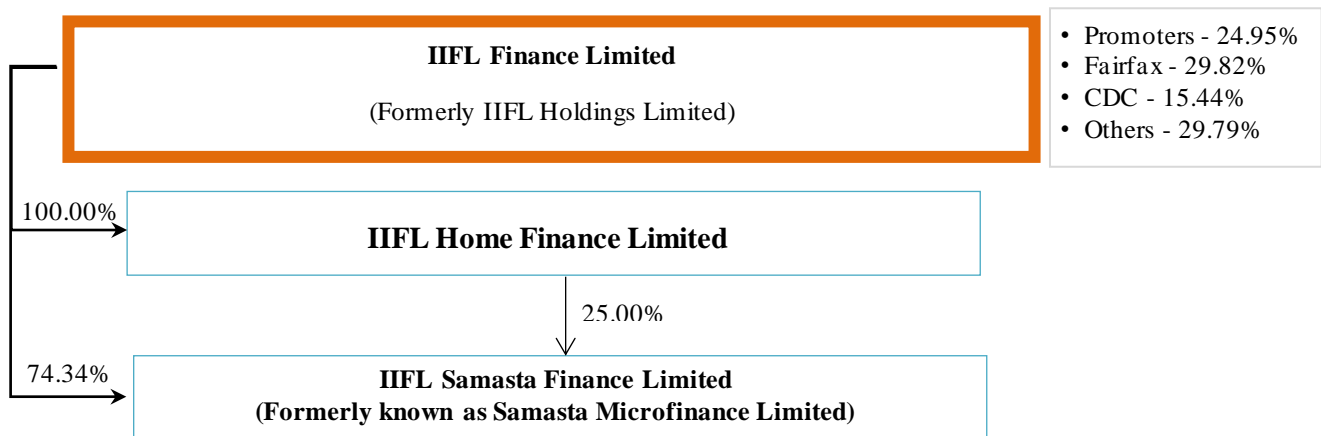 IIFL Finance Limited
(Formerly IIFL Holdings Limited)
• Promoters - 24.95%
• Fairfax - 29.82%
• CDC - 15.44%
• Others - 29.79%
100.00%
IIFL Home Finance Limited
25.00%
74.34%
IIFL Samasta Finance Limited
(Formerly known as Samasta Microfinance Limited)